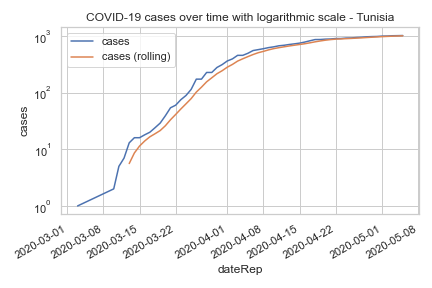 COVID-19 cases over time with logarithmic scale - Tunisia
cases
cases (rolling)
10³
10²
10¹
10⁰
cases
2020-03-01
2020-03-08
2020-03-15
2020-03-22
2020-04-01
2020-04-08
2020-04-15
2020-04-22
2020-05-01
2020-05-08
dateRep